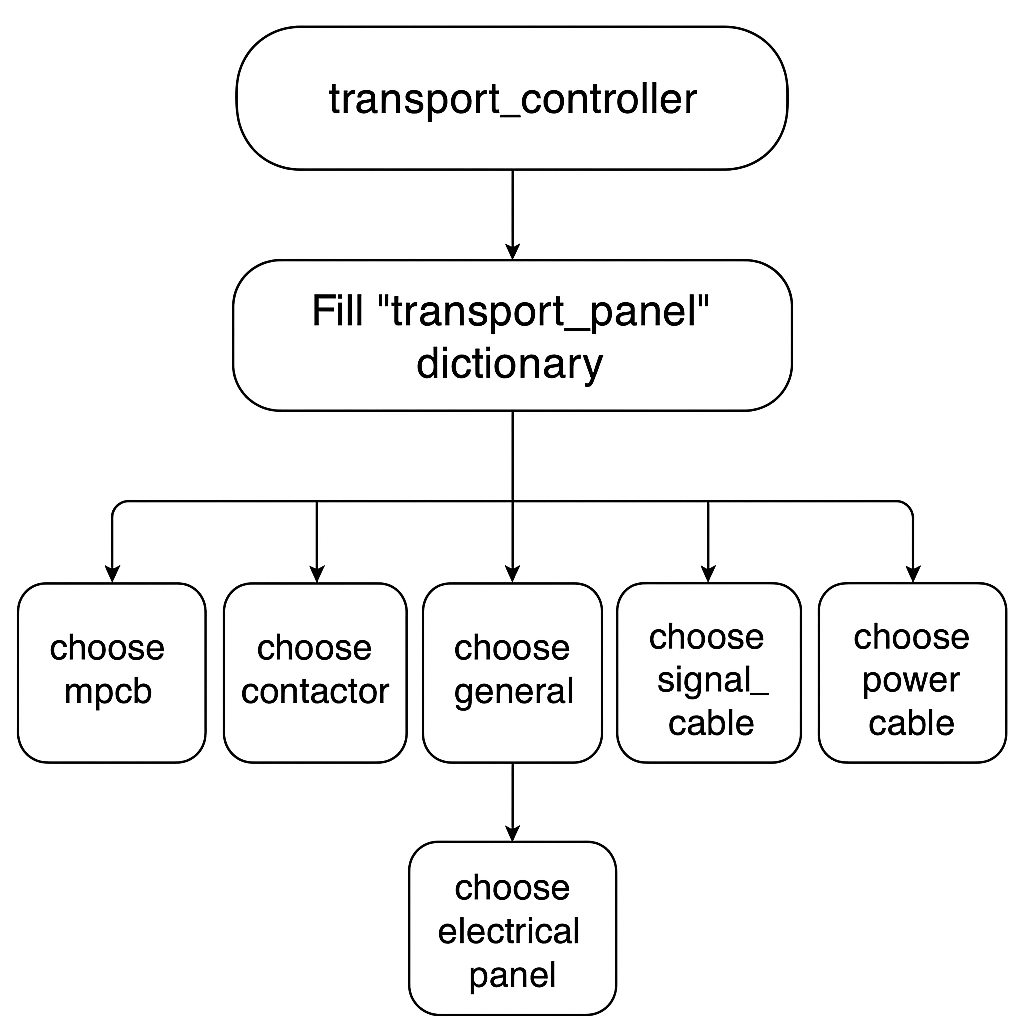 transport_controller
Fill "transport_panel"
dictionary
choose
mpcb
choose
contactor
choose
general
choose
signal_
cable
choose
power
cable
choose
electrical
panel